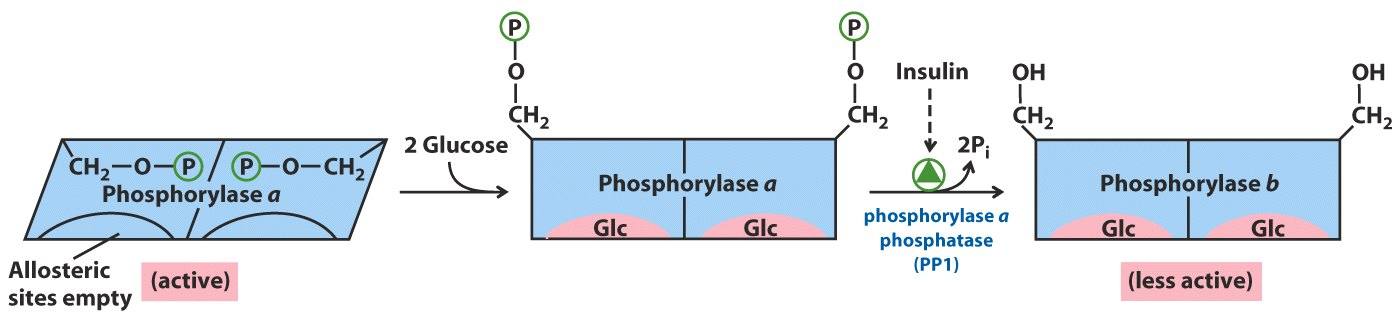 CH2—O—P
P—O—CH2
Phosphorylase a
Allosteric
sites empty
(active)
2 Glucose
P
O
CH2
P
O
CH2
Phosphorylase a
Glc
Glc
Insulin
2Pi
phosphorylase a
phosphatase
(PP1)
OH
CH2
OH
CH2
Phosphorylase b
Glc
Glc
(less active)